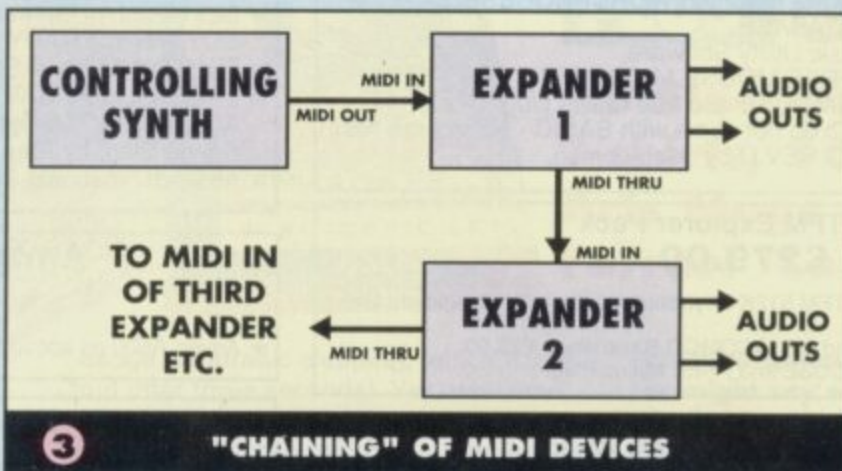 CONTROLLING
SYNTH
MIDI OUT
MIDI IN
EXPANDER
1
AUDIO
OUTS
MIDI THRU
MIDI IN
EXPANDER
2
AUDIO
OUTS
MIDI THRU
TO MIDI IN
OF THIRD
EXPANDER
ETC.
3
"CHAINING" OF MIDI DEVICES